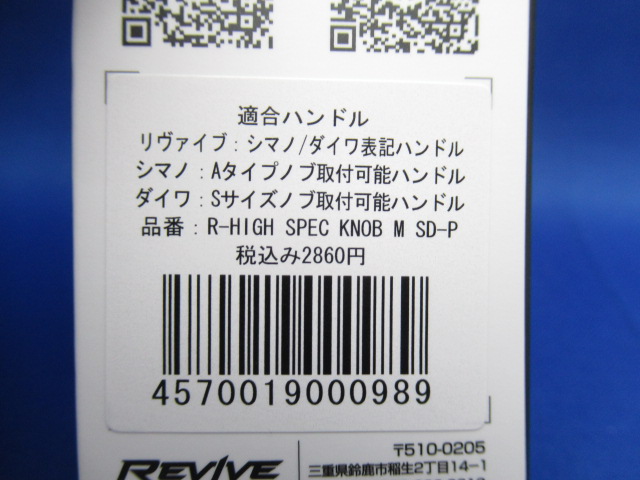 適合ハンドル
リヴァイブ：シマノ/ダイワ表記ハンドル
シマノ：Aタイプノブ取付可能ハンドル
ダイワ：Sサイズノブ取付可能ハンドル
品番：R-HIGH SPEC KNOB M SD-P
税込み2860円
4570019000989
REVIVE
〒510-0205
三重県鈴鹿市稲生2丁目14-1